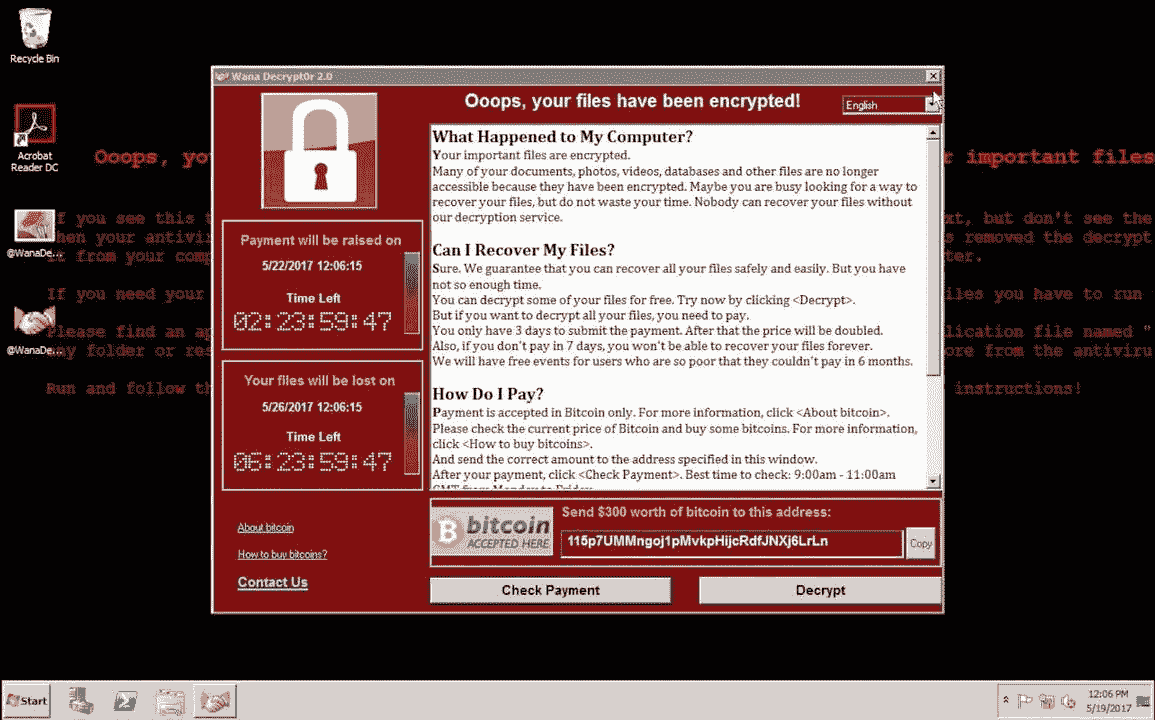 Recycle Bin
Acrobat
Reader DC
@WanaDe...
@WanaDe...
Ooops, yo
r important files
If you see this t
xt, but don't see the
hen your antivir
s removed the decrypt
it from your comp
ter.
If you need your
iles you have to run
Please find an ap
lication file named "
ny folder or res
ore from the antiviru
Run and follow th
instructions!
Wana Decrypt0r 2.0
Ooops, your files have been encrypted!
English
Payment will be raised on
5/22/2017 12:06:15
Time Left
02:23:59:47
Your files will be lost on
5/26/2017 12:06:15
Time Left
06:23:59:47
About bitcoin
How to buy bitcoins?
Contact Us
What Happened to My Computer?
Your important files are encrypted.
Many of your documents, photos, videos, databases and other files are no longer
accessible because they have been encrypted. Maybe you are busy looking for a way to
recover your files, but do not waste your time. Nobody can recover your files without
our decryption service.
Can I Recover My Files?
Sure. We guarantee that you can recover all your files safely and easily. But you have
not so enough time.
You can decrypt some of your files for free. Try now by clicking <Decrypt>.
But if you want to decrypt all your files, you need to pay.
You only have 3 days to submit the payment. After that the price will be doubled.
Also, if you don't pay in 7 days, you won't be able to recover your files forever.
We will have free events for users who are so poor that they couldn't pay in 6 months.
How Do I Pay?
Payment is accepted in Bitcoin only. For more information, click <About bitcoin>.
Please check the current price of Bitcoin and buy some bitcoins. For more information,
click <How to buy bitcoins>.
And send the correct amount to the address specified in this window.
After your payment, click <Check Payment>. Best time to check: 9:00am - 11:00am
GMT from Monday to Friday.
bitcoin
ACCEPTED HERE
Send $300 worth of bitcoin to this address:
115p7UMMngoj1pMvkpHijcRdfJNXj6LrLn
Copy
Check Payment
Decrypt
Start
12:06 PM
5/19/2017